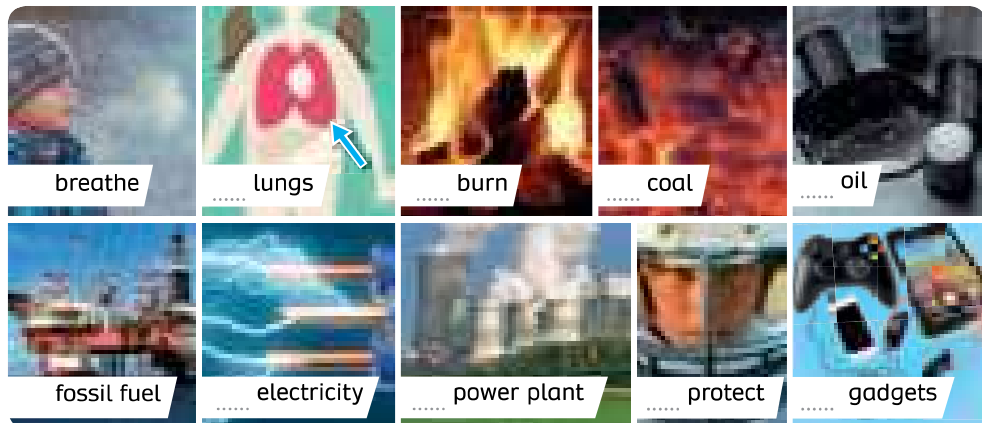 breathe
...... lungs
...... burn
...... coal
...... oil
fossil fuel
...... electricity
...... power plant
...... protect
...... gadgets